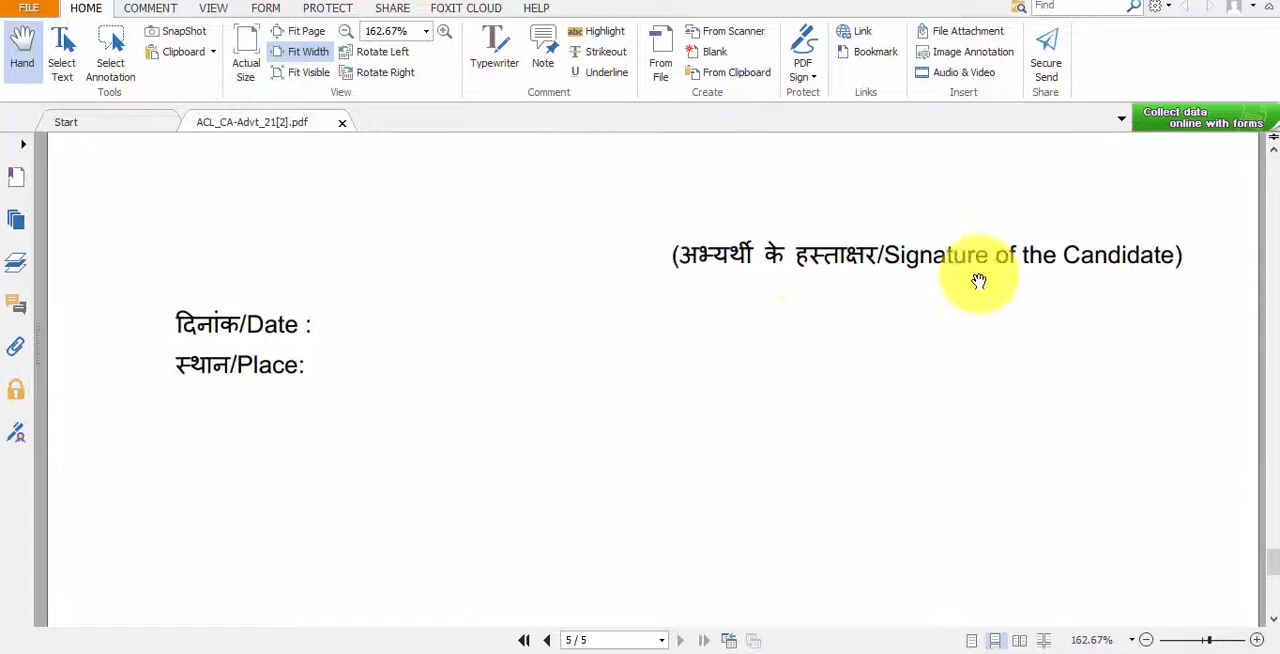 FILE HOME COMMENT VIEW FORM PROTECT SHARE FOXIT CLOUD HELP
Find
Hand
Select Text
Select Annotation
SnapShot
Clipboard
Tools
Actual Size
Fit Page
Fit Width
Fit Visible
162.67%
Rotate Left
Rotate Right
View
Typewriter
Note
abc Highlight
Strikeout
Underline
Comment
From File
From Scanner
Blank
From Clipboard
Create
PDF Sign
Protect
Link
Bookmark
Links
File Attachment
Image Annotation
Audio & Video
Insert
Secure Send
Share
Start
ACL_CA-Advt_21[2].pdf
Collect data
online with forms
(अभ्यर्थी के हस्ताक्षर/Signature of the Candidate)
दिनांक/Date :
स्थान/Place:
5 / 5
162.67%